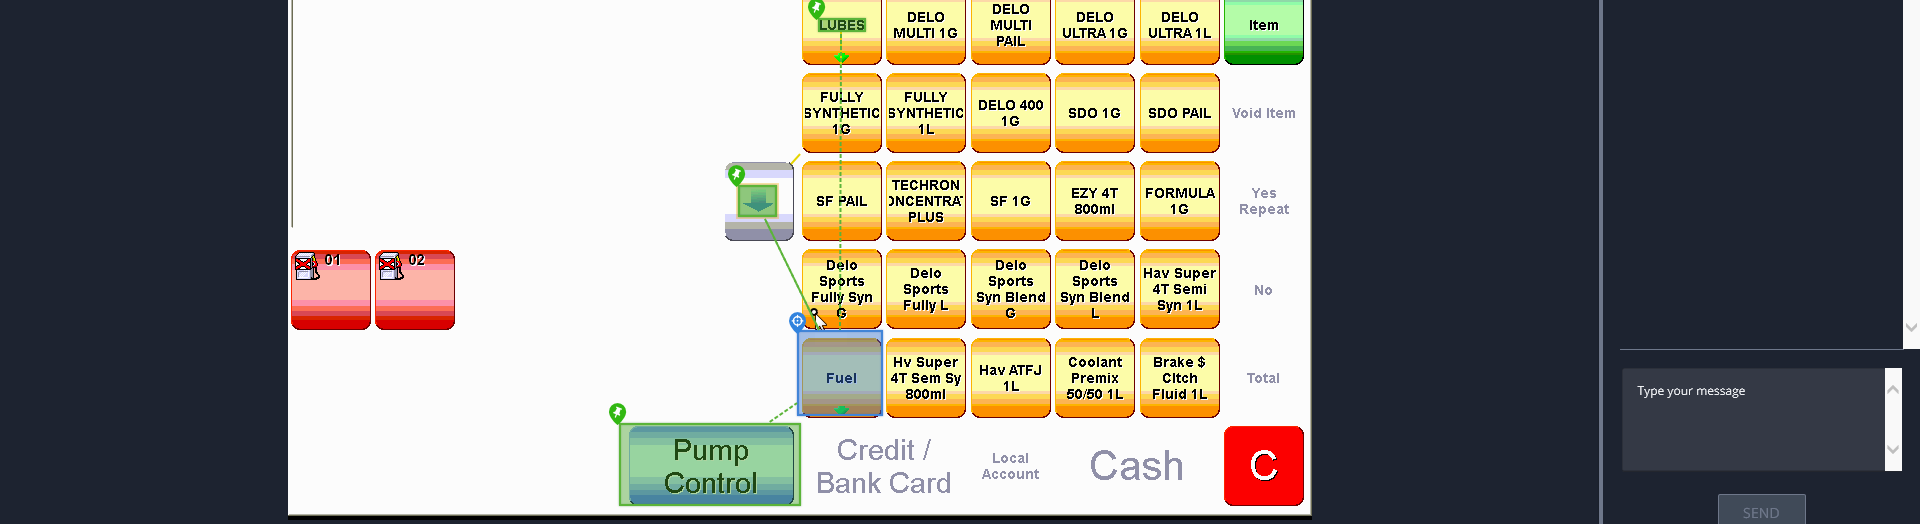 LUBES
DELO
MULTI 1G
DELO
MULTI
PAIL
DELO
ULTRA 1G
DELO
ULTRA 1L
Item
FULLY
SYNTHETIC
1G
FULLY
SYNTHETIC
1L
DELO 400
1G
SDO 1G
SDO PAIL
Void Item
SF PAIL
TECHRON
ONCENTRAT
PLUS
SF 1G
EZY 4T
800ml
FORMULA
1G
Yes
Repeat
01
02
Delo
Sports
Fully Syn
G
Delo
Sports
Fully L
Delo
Sports
Syn Blend
G
Delo
Sports
Syn Blend
L
Hav Super
4T Semi
Syn 1L
No
Fuel
Hv Super
4T Sem Sy
800ml
Hav ATFJ
1L
Coolant
Premix
50/50 1L
Brake $
Cltch
Fluid 1L
Total
Pump
Control
Credit /
Bank Card
Local
Account
Cash
C
Type your message
SEND